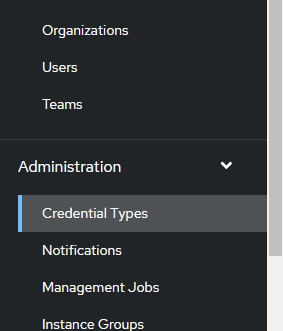 Organizations
Users
Teams
Administration
Credential Types
Notifications
Management Jobs
Instance Groups